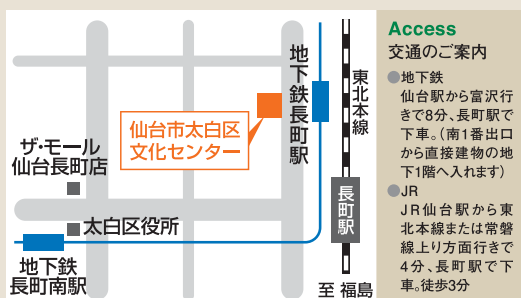 地下鉄長町駅
東北本線
仙台市太白区
文化センター
ザ・モール
仙台長町店
長町駅
太白区役所
地下鉄
長町南駅
至 福島
Access
交通のご案内
●地下鉄
仙台駅から富沢行
きで8分、長町駅で
下車。(南1番出口
から直接建物の地
下1階へ入れます)
●JR
JR仙台駅から東
北本線または常磐
線上り方面行きで
4分、長町駅で下
車。徒歩3分